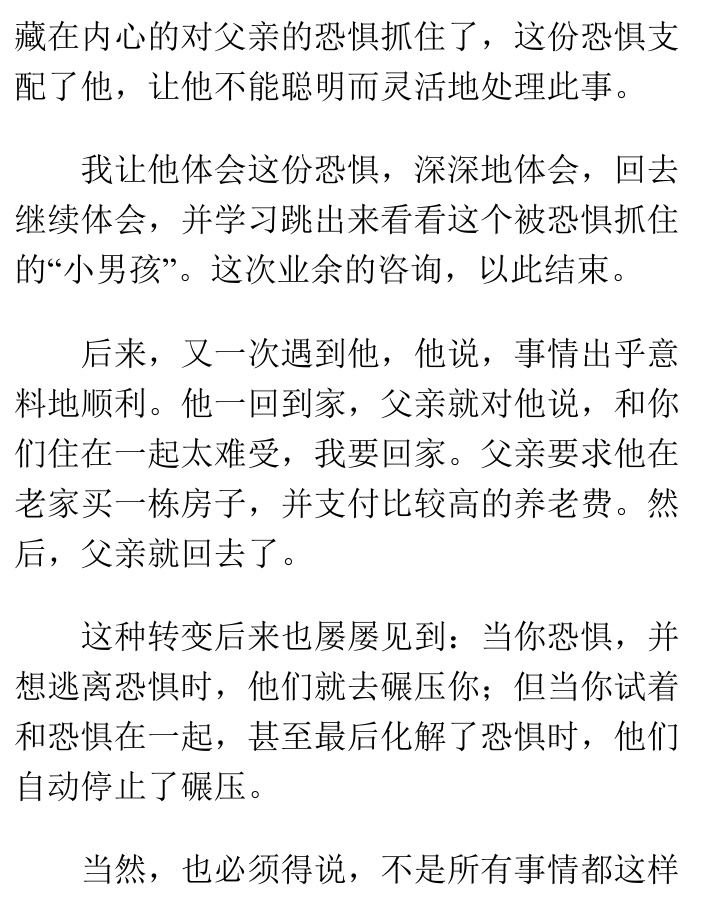 藏在内心的对父亲的恐惧抓住了，这份恐惧支
配了他，让他不能聪明而灵活地处理此事。
我让他体会这份恐惧，深深地体会，回去
继续体会，并学习跳出来看看这个被恐惧抓住
的“小男孩”。这次业余的咨询，以此结束。
后来，又一次遇到他，他说，事情出乎意
料地顺利。他一回到家，父亲就对他说，和你
们住在一起太难受，我要回家。父亲要求他在
老家买一栋房子，并支付比较高的养老费。然
后，父亲就回去了。
这种转变后来也屡屡见到：当你恐惧，并
想逃离恐惧时，他们就去碾压你；但当你试着
和恐惧在一起，甚至最后化解了恐惧时，他们
自动停止了碾压。
当然，也必须得说，不是所有事情都这样